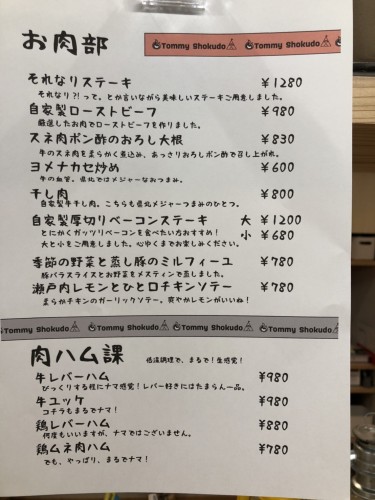 お肉部
Tommy Shokudo Tommy Shokudo
それなりステーキ ¥1280
それなり?!って。とか言いながら美味しいステーキご用意しました。
自家製ローストビーフ ¥980
厳選したお肉でローストビーフを作りました。
スネ肉ポン酢のおろし大根 ¥830
牛のスネ肉を柔らかく煮込み、あっさりおろしポン酢で召し上がれ。
ヨメナカセ炒め ¥600
牛の血管。県北ではメジャーなおつまみ。
干し肉 ¥800
自家製牛干し肉。こちらも県北メジャーつまみのひとつ。
自家製厚切りベーコンステーキ 大 ¥1200
とにかくガッツリベーコンを食べたい方おすすめ! 小 ¥680
大と小をご用意しました。心ゆくまでお楽しみください。
季節の野菜と蒸し豚のミルフィーユ ¥780
豚バラスライスとお野菜をメスティンで蒸しました。
瀬戸内レモンとひとロチキンソテー ¥780
柔らかチキンのガーリックソテー。爽やかレモンがいいね!
Tommy Shokudo Tommy Shokudo Tommy Shokudo Tommy Shokudo
肉ハム課 低温調理で、まるで!生感覚!
牛レバーハム ¥980
びっくりする程にナマ感覚!レバー好きにはたまらん一品。
牛ユッケ ¥980
コチラもまるでナマ!
鶏レバーハム ¥880
何度もいいますが、ナマではございません。
鶏ムネ肉ハム ¥780
でも、やっぱり、まるでナマ!